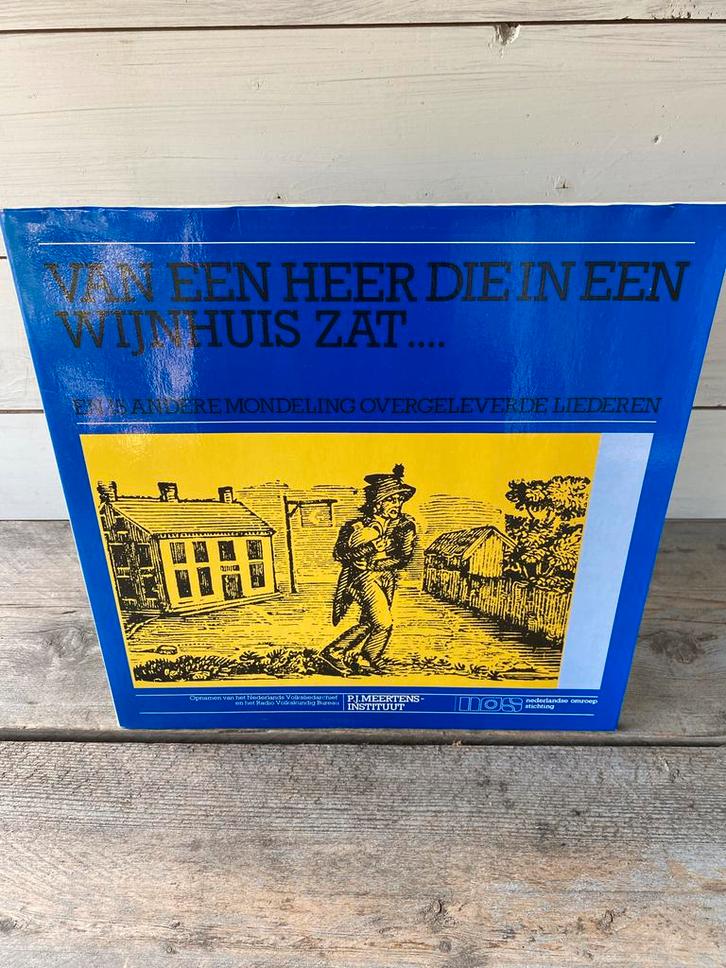 VAN EEN HEER DIE IN EEN
WIJNHUIS ZAT....
EN 15 ANDERE MONDELING OVERGELEVERDE LIEDEREN
Opnamen van het Nederlands Volksliedarchief
en het Radio Volkskundig Bureau
P.J. MEERTENS-
INSTITUUT
nos
nederlandse omroep
stichting